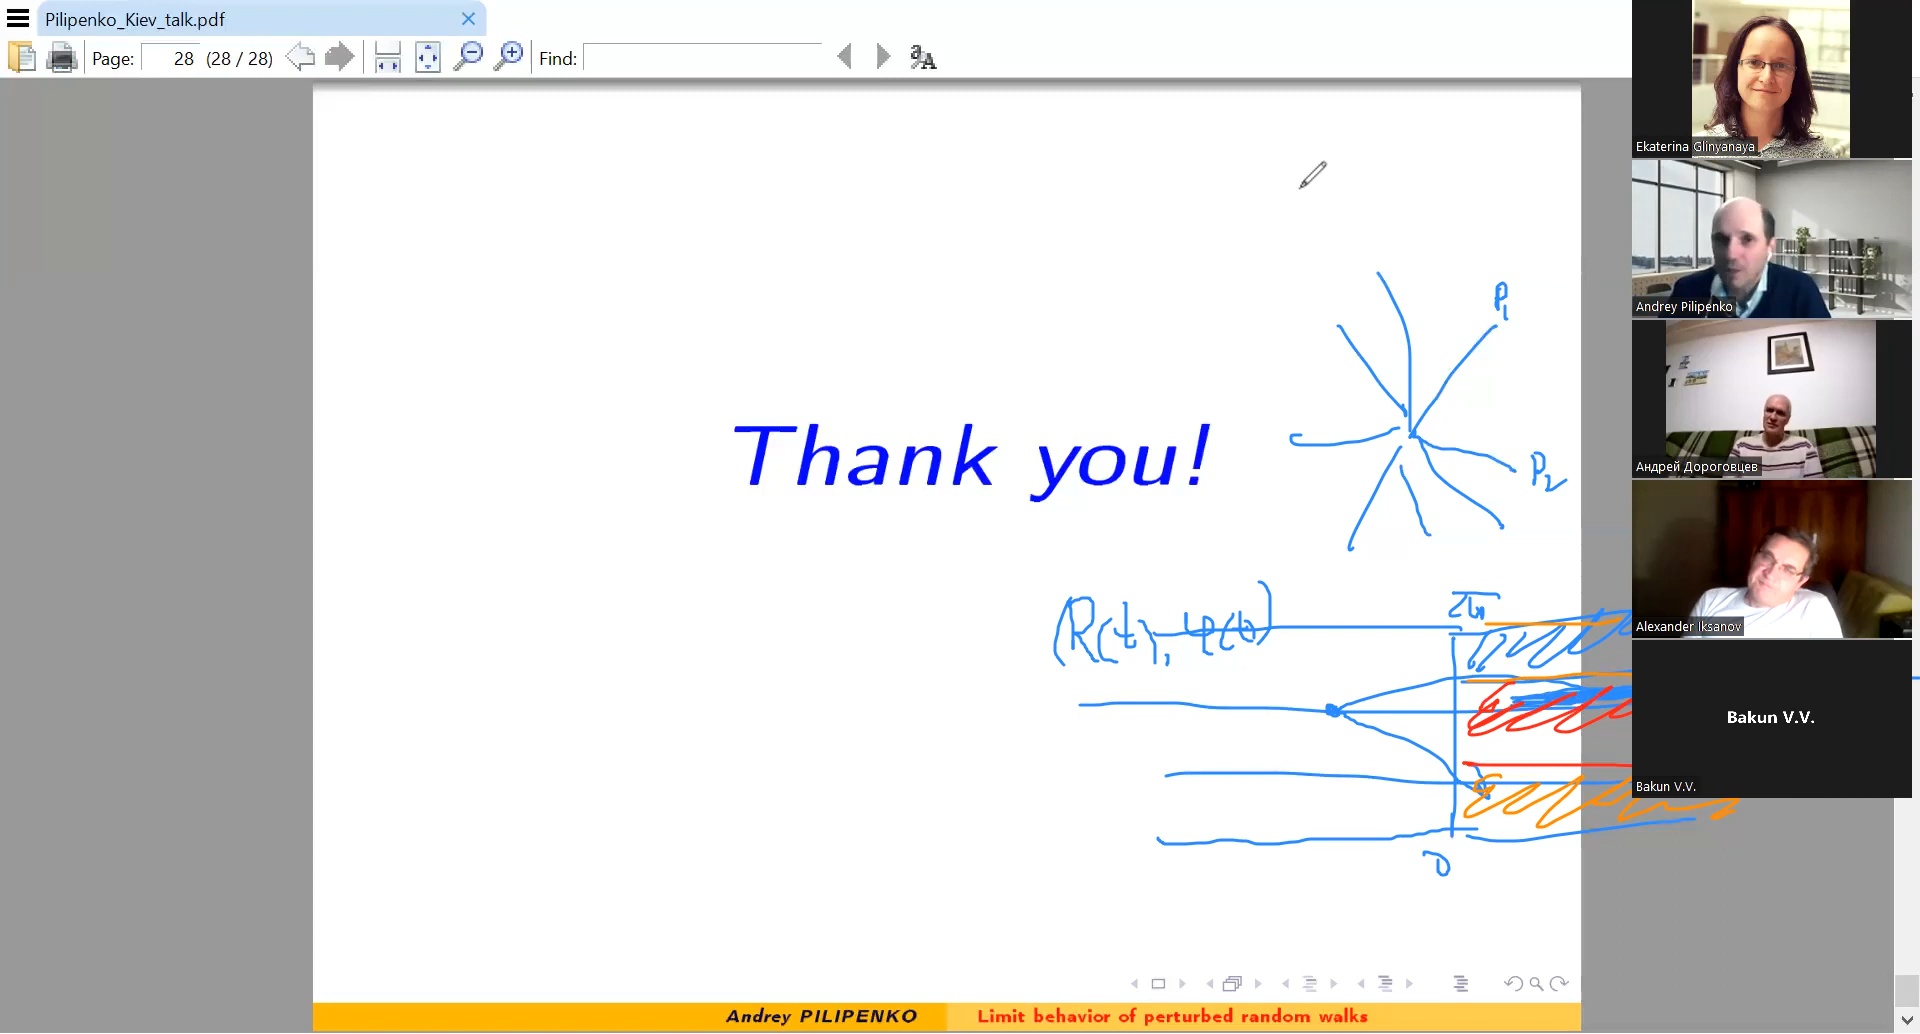 Pilipenko_Kiev_talk.pdf
Page: 28 (28 / 28) Find:
Thank you!
P1
P2
(R(t), φ(t))
2π
0
Andrey PILIPENKO Limit behavior of perturbed random walks
Ekaterina Glinyanaya
Andrey Pilipenko
Андрей Дороговцев
Alexander Iksanov
Bakun V.V.
Bakun V.V.